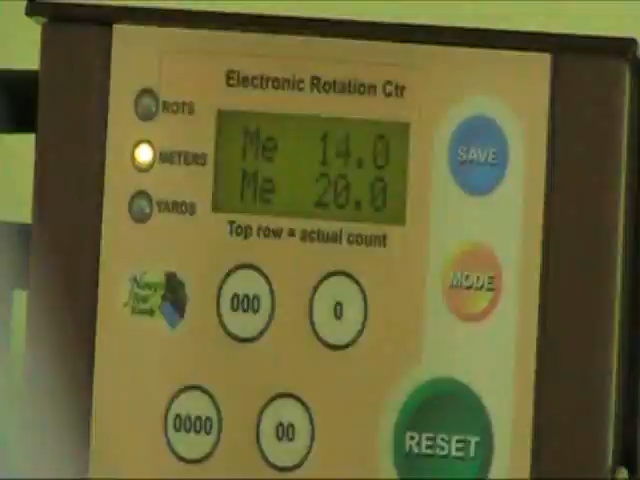 Electronic Rotation Ctr
ROTS
METERS
YARDS
Me 14.0
Me 20.0
Top row = actual count
SAVE
MODE
000
0
0000
00
RESET